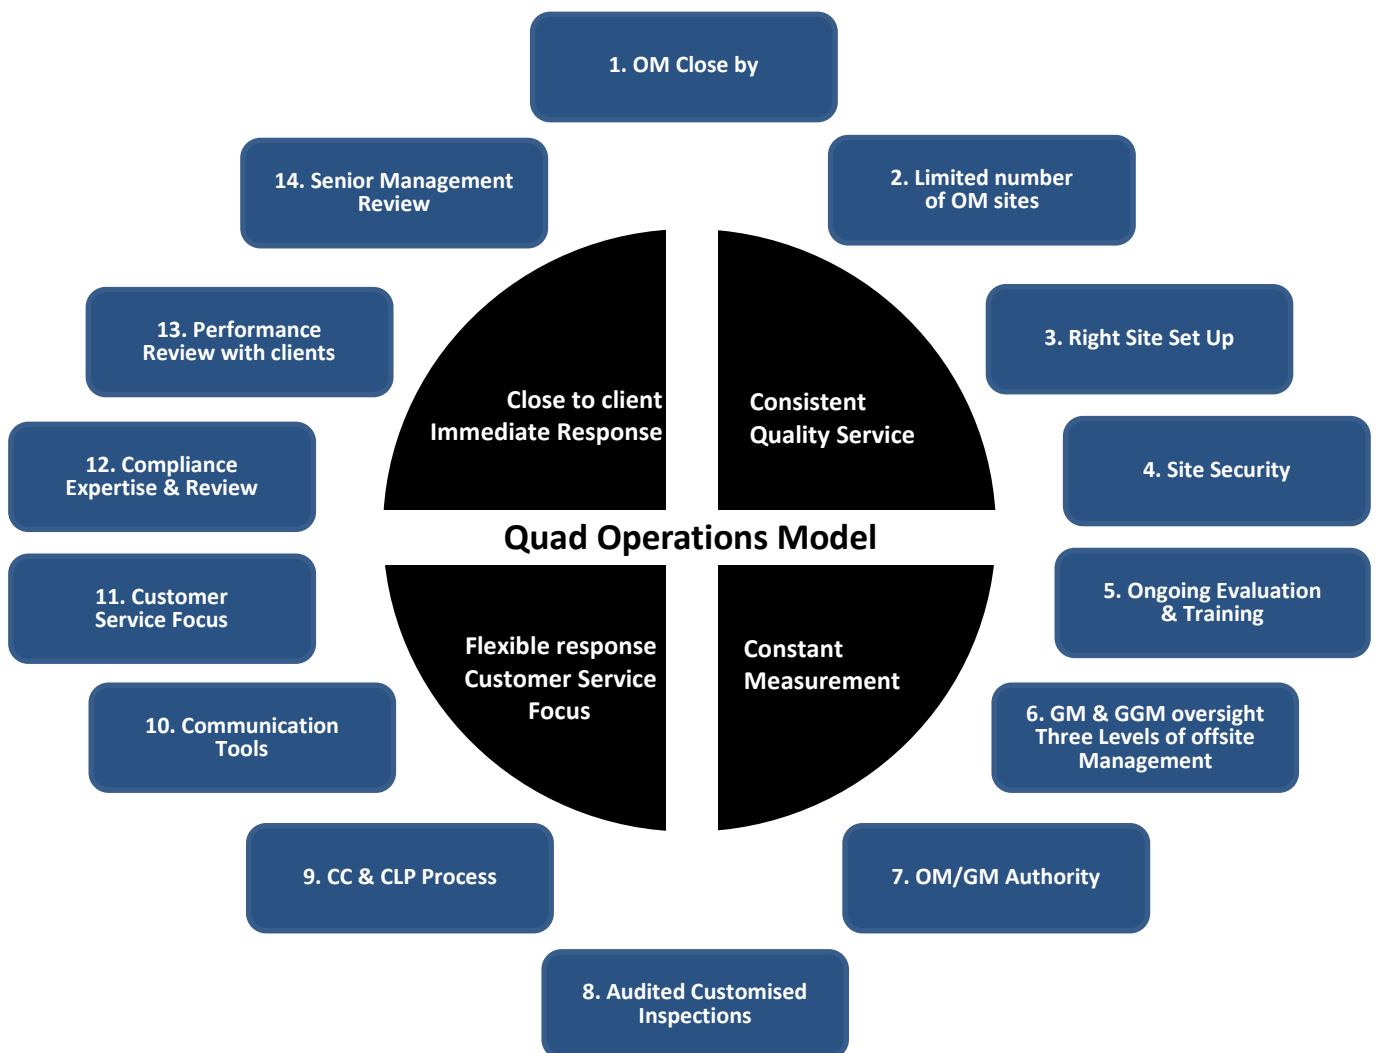 1. OM Close by
2. Limited number
of OM sites
3. Right Site Set Up
4. Site Security
5. Ongoing Evaluation
& Training
6. GM & GGM oversight
Three Levels of offsite
Management
7. OM/GM Authority
8. Audited Customised
Inspections
9. CC & CLP Process
10. Communication
Tools
11. Customer
Service Focus
12. Compliance
Expertise & Review
13. Performance
Review with clients
14. Senior Management
Review
Close to client
Immediate Response
Consistent
Quality Service
Quad Operations Model
Flexible response
Customer Service
Focus
Constant
Measurement